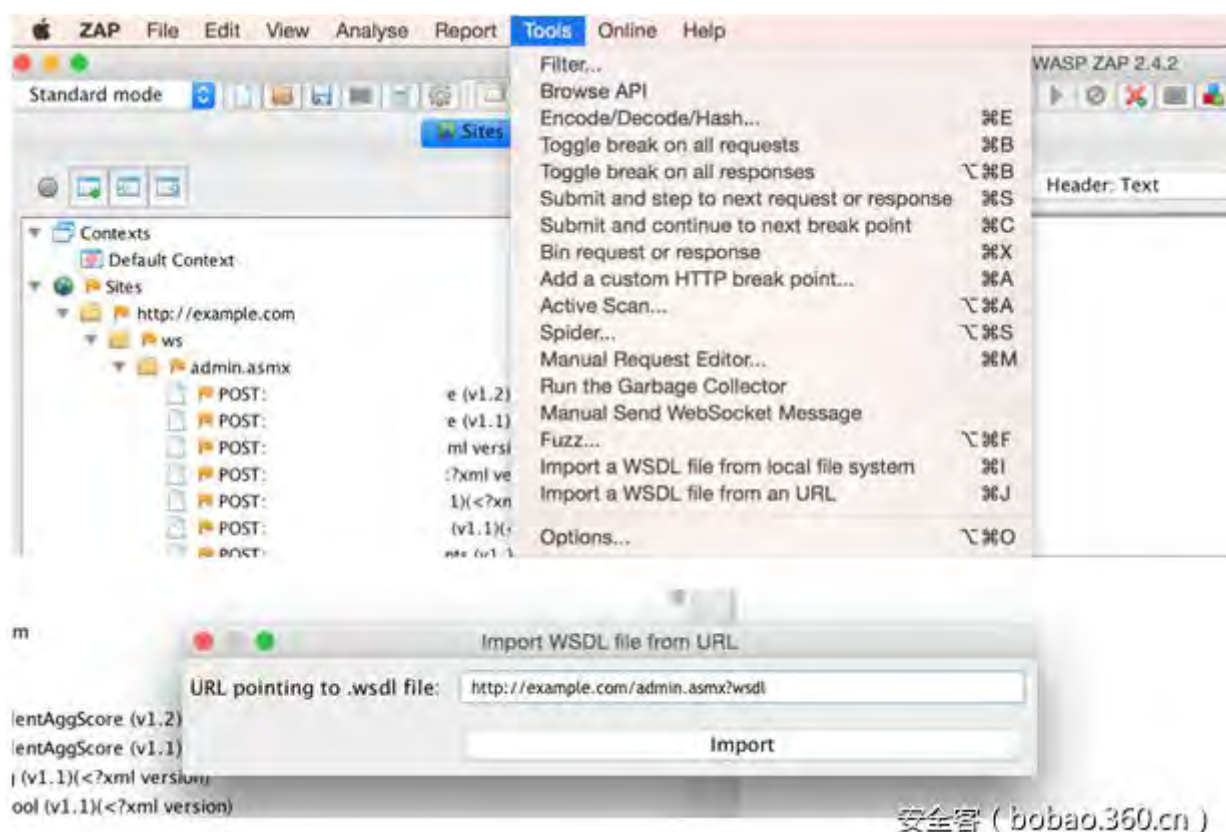 ZAP File Edit View Analyse Report Tools Online Help
WASP ZAP 2.4.2
Standard mode
Sites
Header: Text
Filter...
Browse API
Encode/Decode/Hash... ⌘E
Toggle break on all requests ⌘B
Toggle break on all responses ⌥⌘B
Submit and step to next request or response ⌘S
Submit and continue to next break point ⌘C
Bin request or response ⌘X
Add a custom HTTP break point... ⌘A
Active Scan... ⌥⌘A
Spider... ⌥⌘S
Manual Request Editor... ⌘M
Run the Garbage Collector
Manual Send WebSocket Message
Fuzz... ⌥⌘F
Import a WSDL file from local file system ⌘I
Import a WSDL file from an URL ⌘J
Options... ⌥⌘O
Contexts
Default Context
Sites
http://example.com
ws
admin.asmx
POST: e (v1.2)
POST: e (v1.1)
POST: ml versi
POST: :?xml ve
POST: 1)(<?xn
POST: (v1.1)(‹
POST:
m
Import WSDL file from URL
URL pointing to .wsdl file: http://example.com/admin.asmx?wsdl
Import
lentAggScore (v1.2)
lentAggScore (v1.1)
(v1.1)(<?xml version)
ool (v1.1)(<?xml version)
安全客 ( bobao.360.cn )